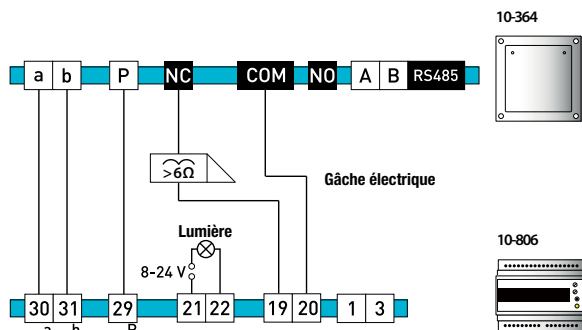 10-364
a b P NC COM NO A B RS485
>6Ω
Gâche électrique
Lumière
8-24 V
10-806
30 31 29 21 22 19 20 1 3
a b P